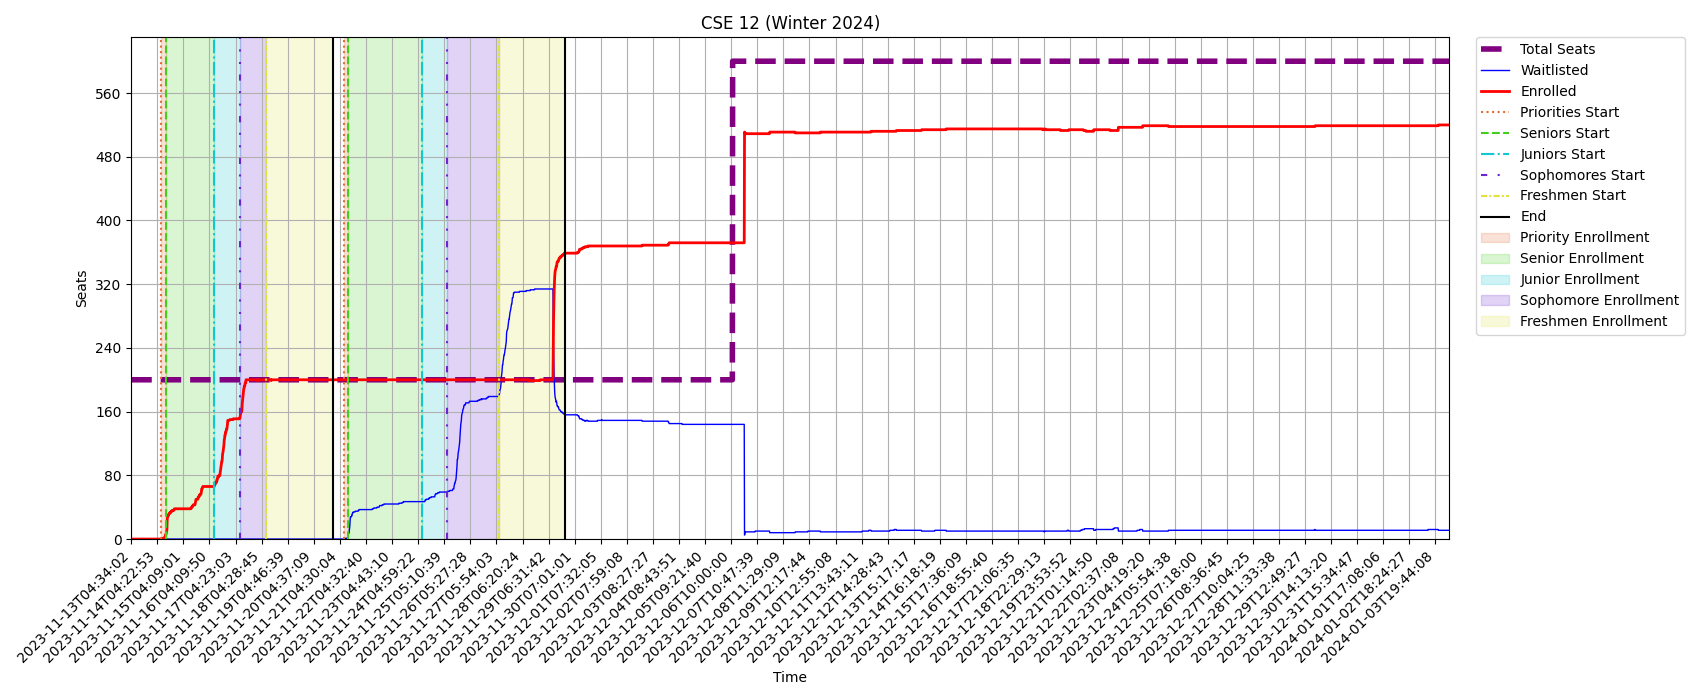 CSE 12 (Winter 2024)
Seats
560
480
400
320
240
160
80
0
2023-11-13T04:34:02
2023-11-14T04:22:53
2023-11-15T04:09:01
2023-11-16T04:09:50
2023-11-17T04:23:03
2023-11-18T04:28:45
2023-11-19T04:46:39
2023-11-20T04:37:09
2023-11-21T04:30:04
2023-11-22T04:32:40
2023-11-23T04:43:10
2023-11-24T04:59:22
2023-11-25T05:10:39
2023-11-26T05:27:28
2023-11-27T05:54:03
2023-11-28T06:20:24
2023-11-29T06:31:42
2023-11-30T07:01:01
2023-12-01T07:32:05
2023-12-02T07:59:08
2023-12-03T08:27:27
2023-12-04T08:43:51
2023-12-05T09:21:40
2023-12-06T10:00:00
2023-12-07T10:47:39
2023-12-08T11:29:09
2023-12-09T12:17:44
2023-12-10T12:55:08
2023-12-11T13:43:11
2023-12-12T14:28:43
2023-12-13T15:17:17
2023-12-14T16:18:19
2023-12-15T17:36:09
2023-12-16T18:55:40
2023-12-17T21:06:35
2023-12-18T22:29:13
2023-12-19T23:53:52
2023-12-21T01:14:50
2023-12-22T02:37:08
2023-12-23T04:19:20
2023-12-24T05:54:38
2023-12-25T07:18:00
2023-12-26T08:36:45
2023-12-27T10:04:25
2023-12-28T11:33:38
2023-12-29T12:49:27
2023-12-30T14:13:20
2023-12-31T15:34:47
2024-01-01T17:08:06
2024-01-02T18:24:27
2024-01-03T19:44:08
Time
Total Seats
Waitlisted
Enrolled
Priorities Start
Seniors Start
Juniors Start
Sophomores Start
Freshmen Start
End
Priority Enrollment
Senior Enrollment
Junior Enrollment
Sophomore Enrollment
Freshmen Enrollment